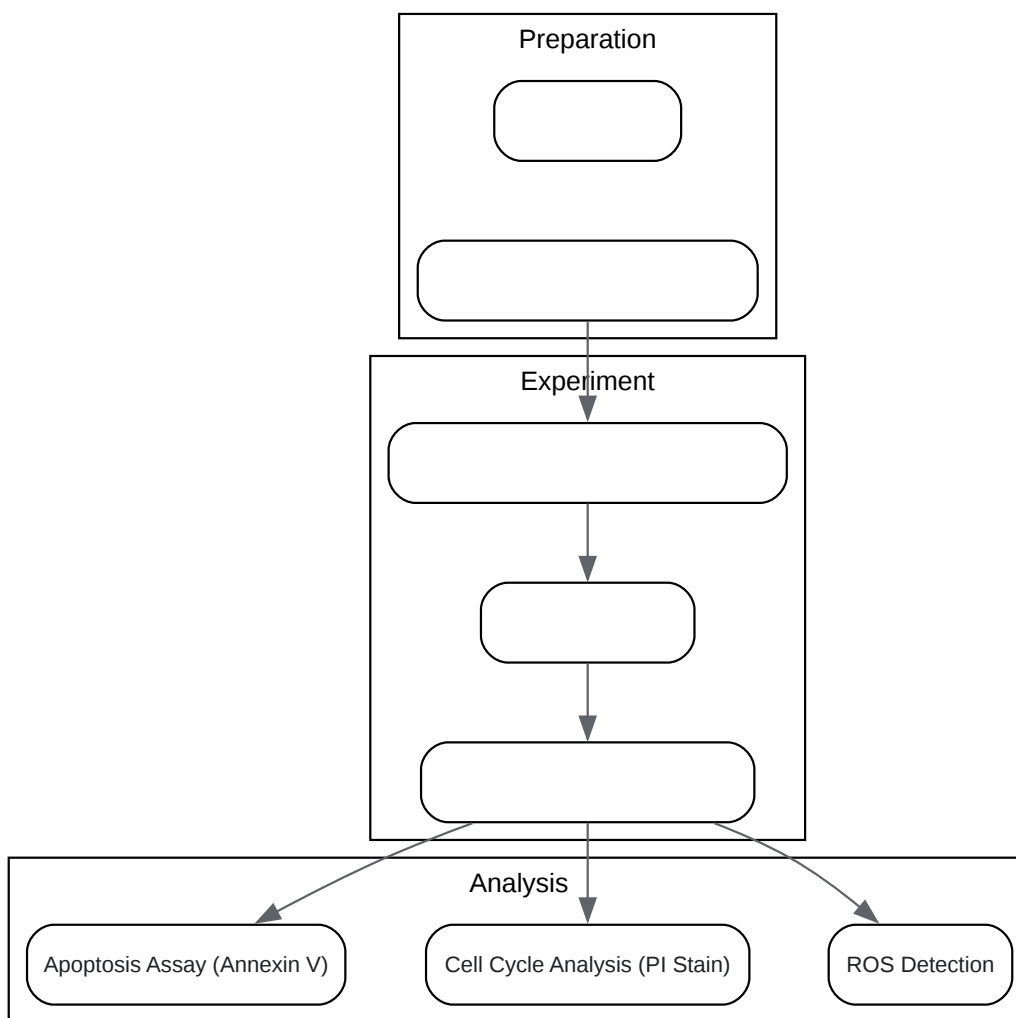 Preparation
Experiment
Analysis
Apoptosis Assay (Annexin V)
Cell Cycle Analysis (PI Stain)
ROS Detection